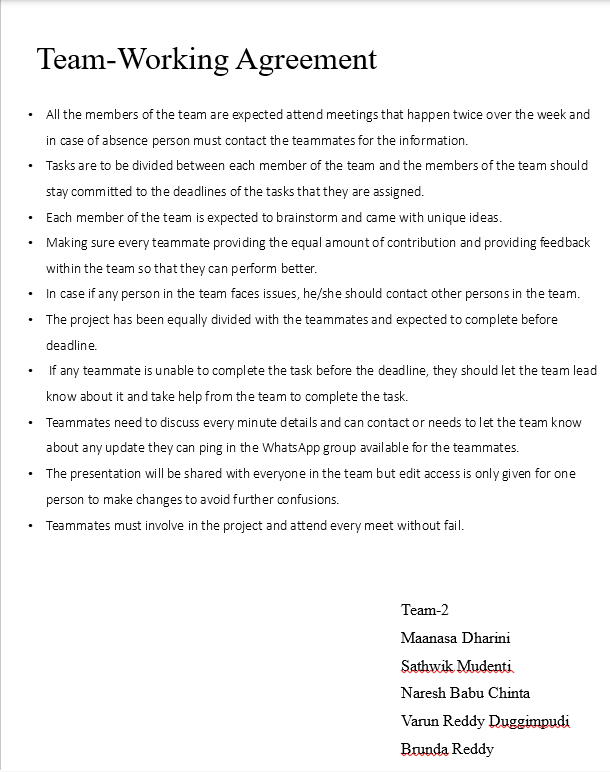 Team-Working Agreement
• All the members of the team are expected attend meetings that happen twice over the week and
in case of absence person must contact the teammates for the information.
• Tasks are to be divided between each member of the team and the members of the team should
stay committed to the deadlines of the tasks that they are assigned.
• Each member of the team is expected to brainstorm and came with unique ideas.
• Making sure every teammate providing the equal amount of contribution and providing feedback
within the team so that they can perform better.
• In case if any person in the team faces issues, he/she should contact other persons in the team.
• The project has been equally divided with the teammates and expected to complete before
deadline.
• If any teammate is unable to complete the task before the deadline, they should let the team lead
know about it and take help from the team to complete the task.
• Teammates need to discuss every minute details and can contact or needs to let the team know
about any update they can ping in the WhatsApp group available for the teammates.
• The presentation will be shared with everyone in the team but edit access is only given for one
person to make changes to avoid further confusions.
• Teammates must involve in the project and attend every meet without fail.
Team-2
Maanasa Dharini
Sathwik Mudenti
Naresh Babu Chinta
Varun Reddy Duggimpudi
Brunda Reddy